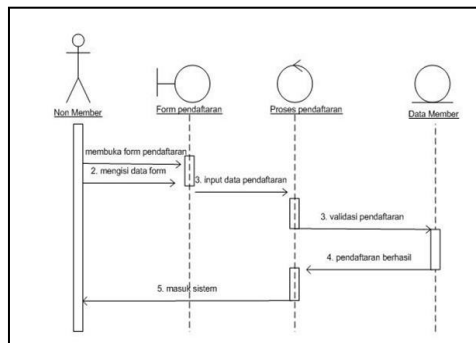 Non Member
Form pendaftaran
Proses pendaftaran
Data Member
membuka form pendaftaran
2. mengisi data form
3. input data pendaftaran
3. validasi pendaftaran
4. pendaftaran berhasil
5. masuk sistem